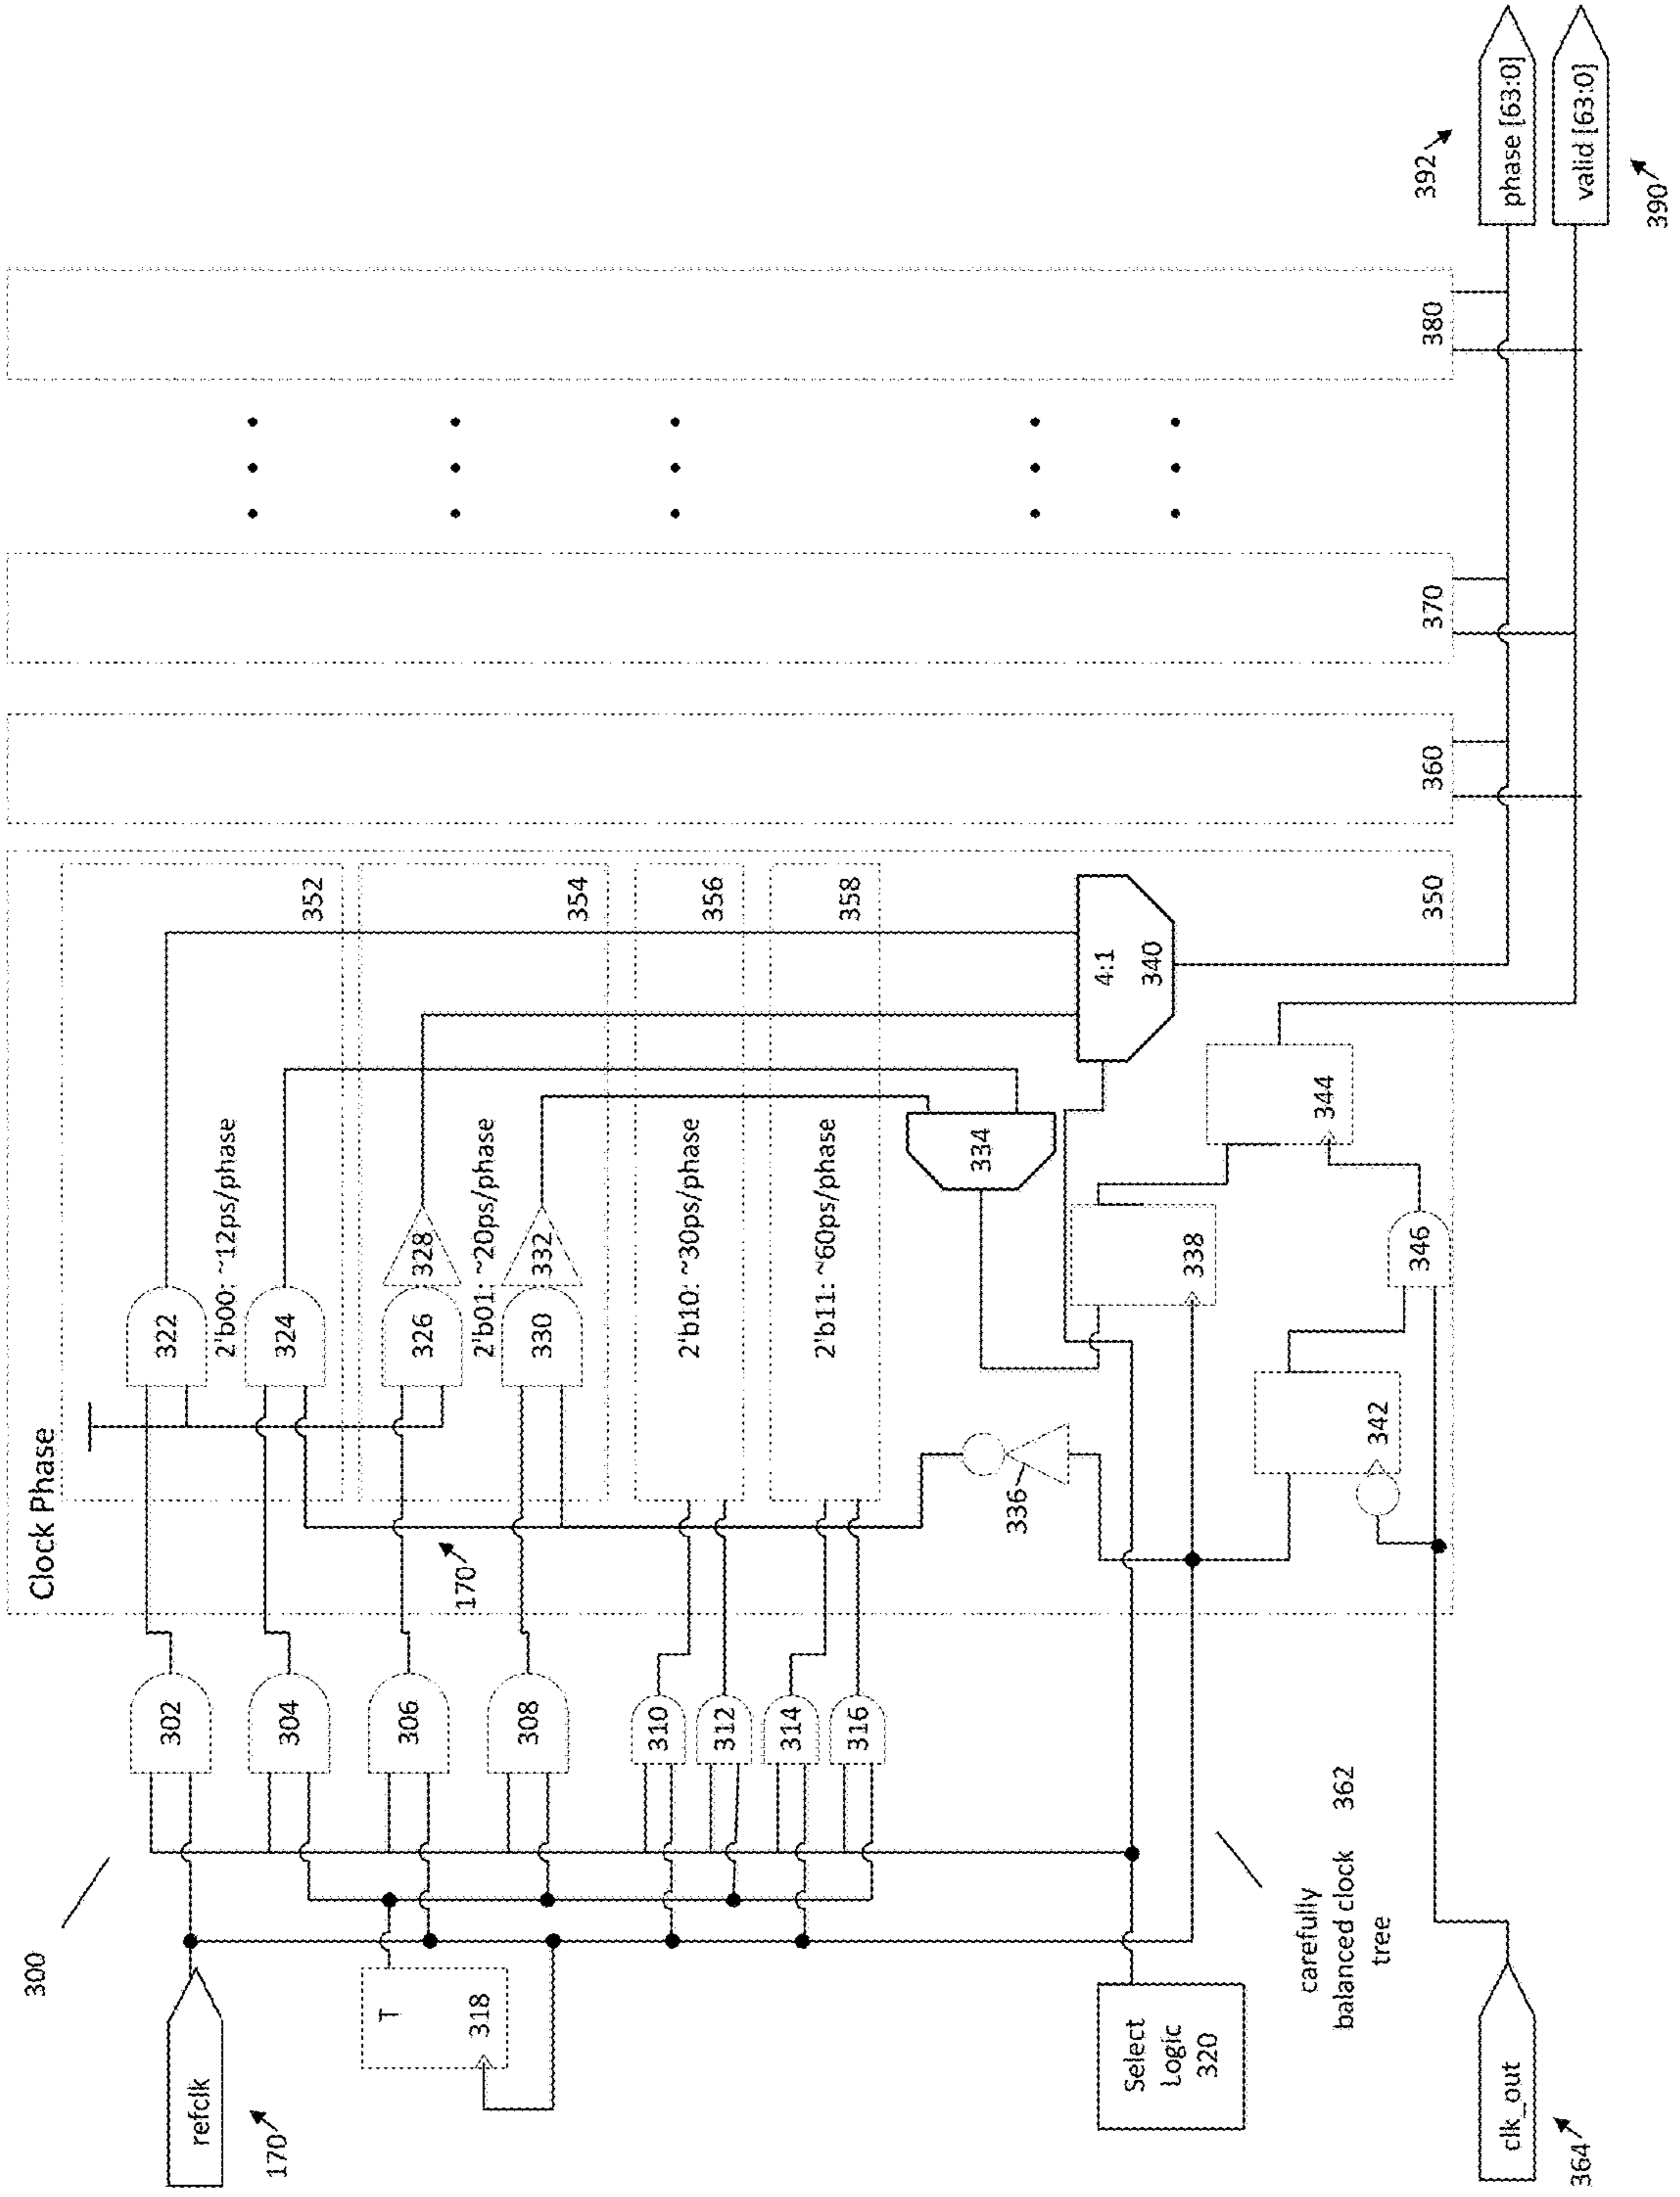 300
refclk
170
T
318
Select
Logic
320
clk_out
364
carefully
balanced clock
tree
362
302
304
306
308
310
312
314
316
Clock Phase
170
322
2'b00: ~12ps/phase
324
352
326
328
2'b01: ~20ps/phase
330
332
354
2'b10: ~30ps/phase
356
2'b11: ~60ps/phase
358
334
336
338
4:1
340
342
344
346
350
360
370
380
392
phase [63:0]
valid [63:0]
390